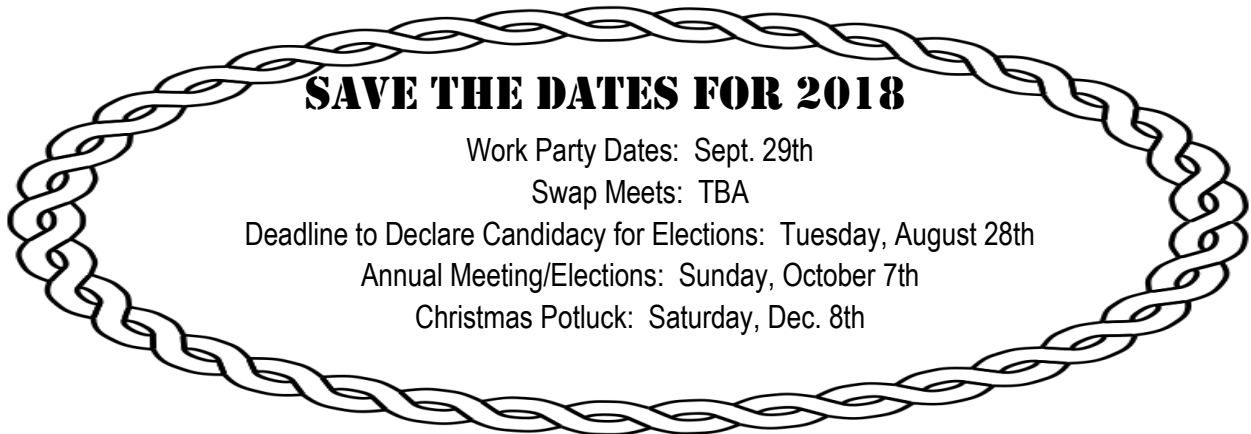 SAVE THE DATES FOR 2018
Work Party Dates: Sept. 29th
Swap Meets: TBA
Deadline to Declare Candidacy for Elections: Tuesday, August 28th
Annual Meeting/Elections: Sunday, October 7th
Christmas Potluck: Saturday, Dec. 8th